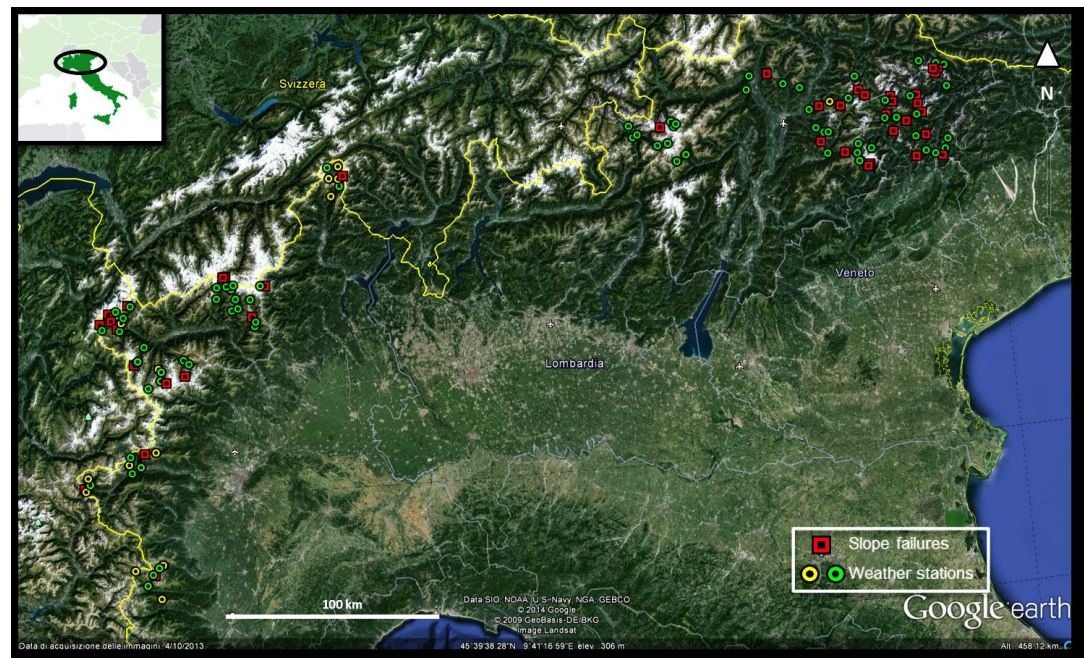 Svizzera
N
Veneto
Lombardia
Slope failures
Weather stations
100 km
Data SIO, NOAA, U.S. Navy, NGA, GEBCO
© 2014 Google
© 2009 GeoBasis-DE/BKG
Image Landsat
Google earth
Data di acquisizione delle immagini: 4/10/2013
45°39'38.28"N 9°41'16.59"E elev 306 m
Alt 458.12 km